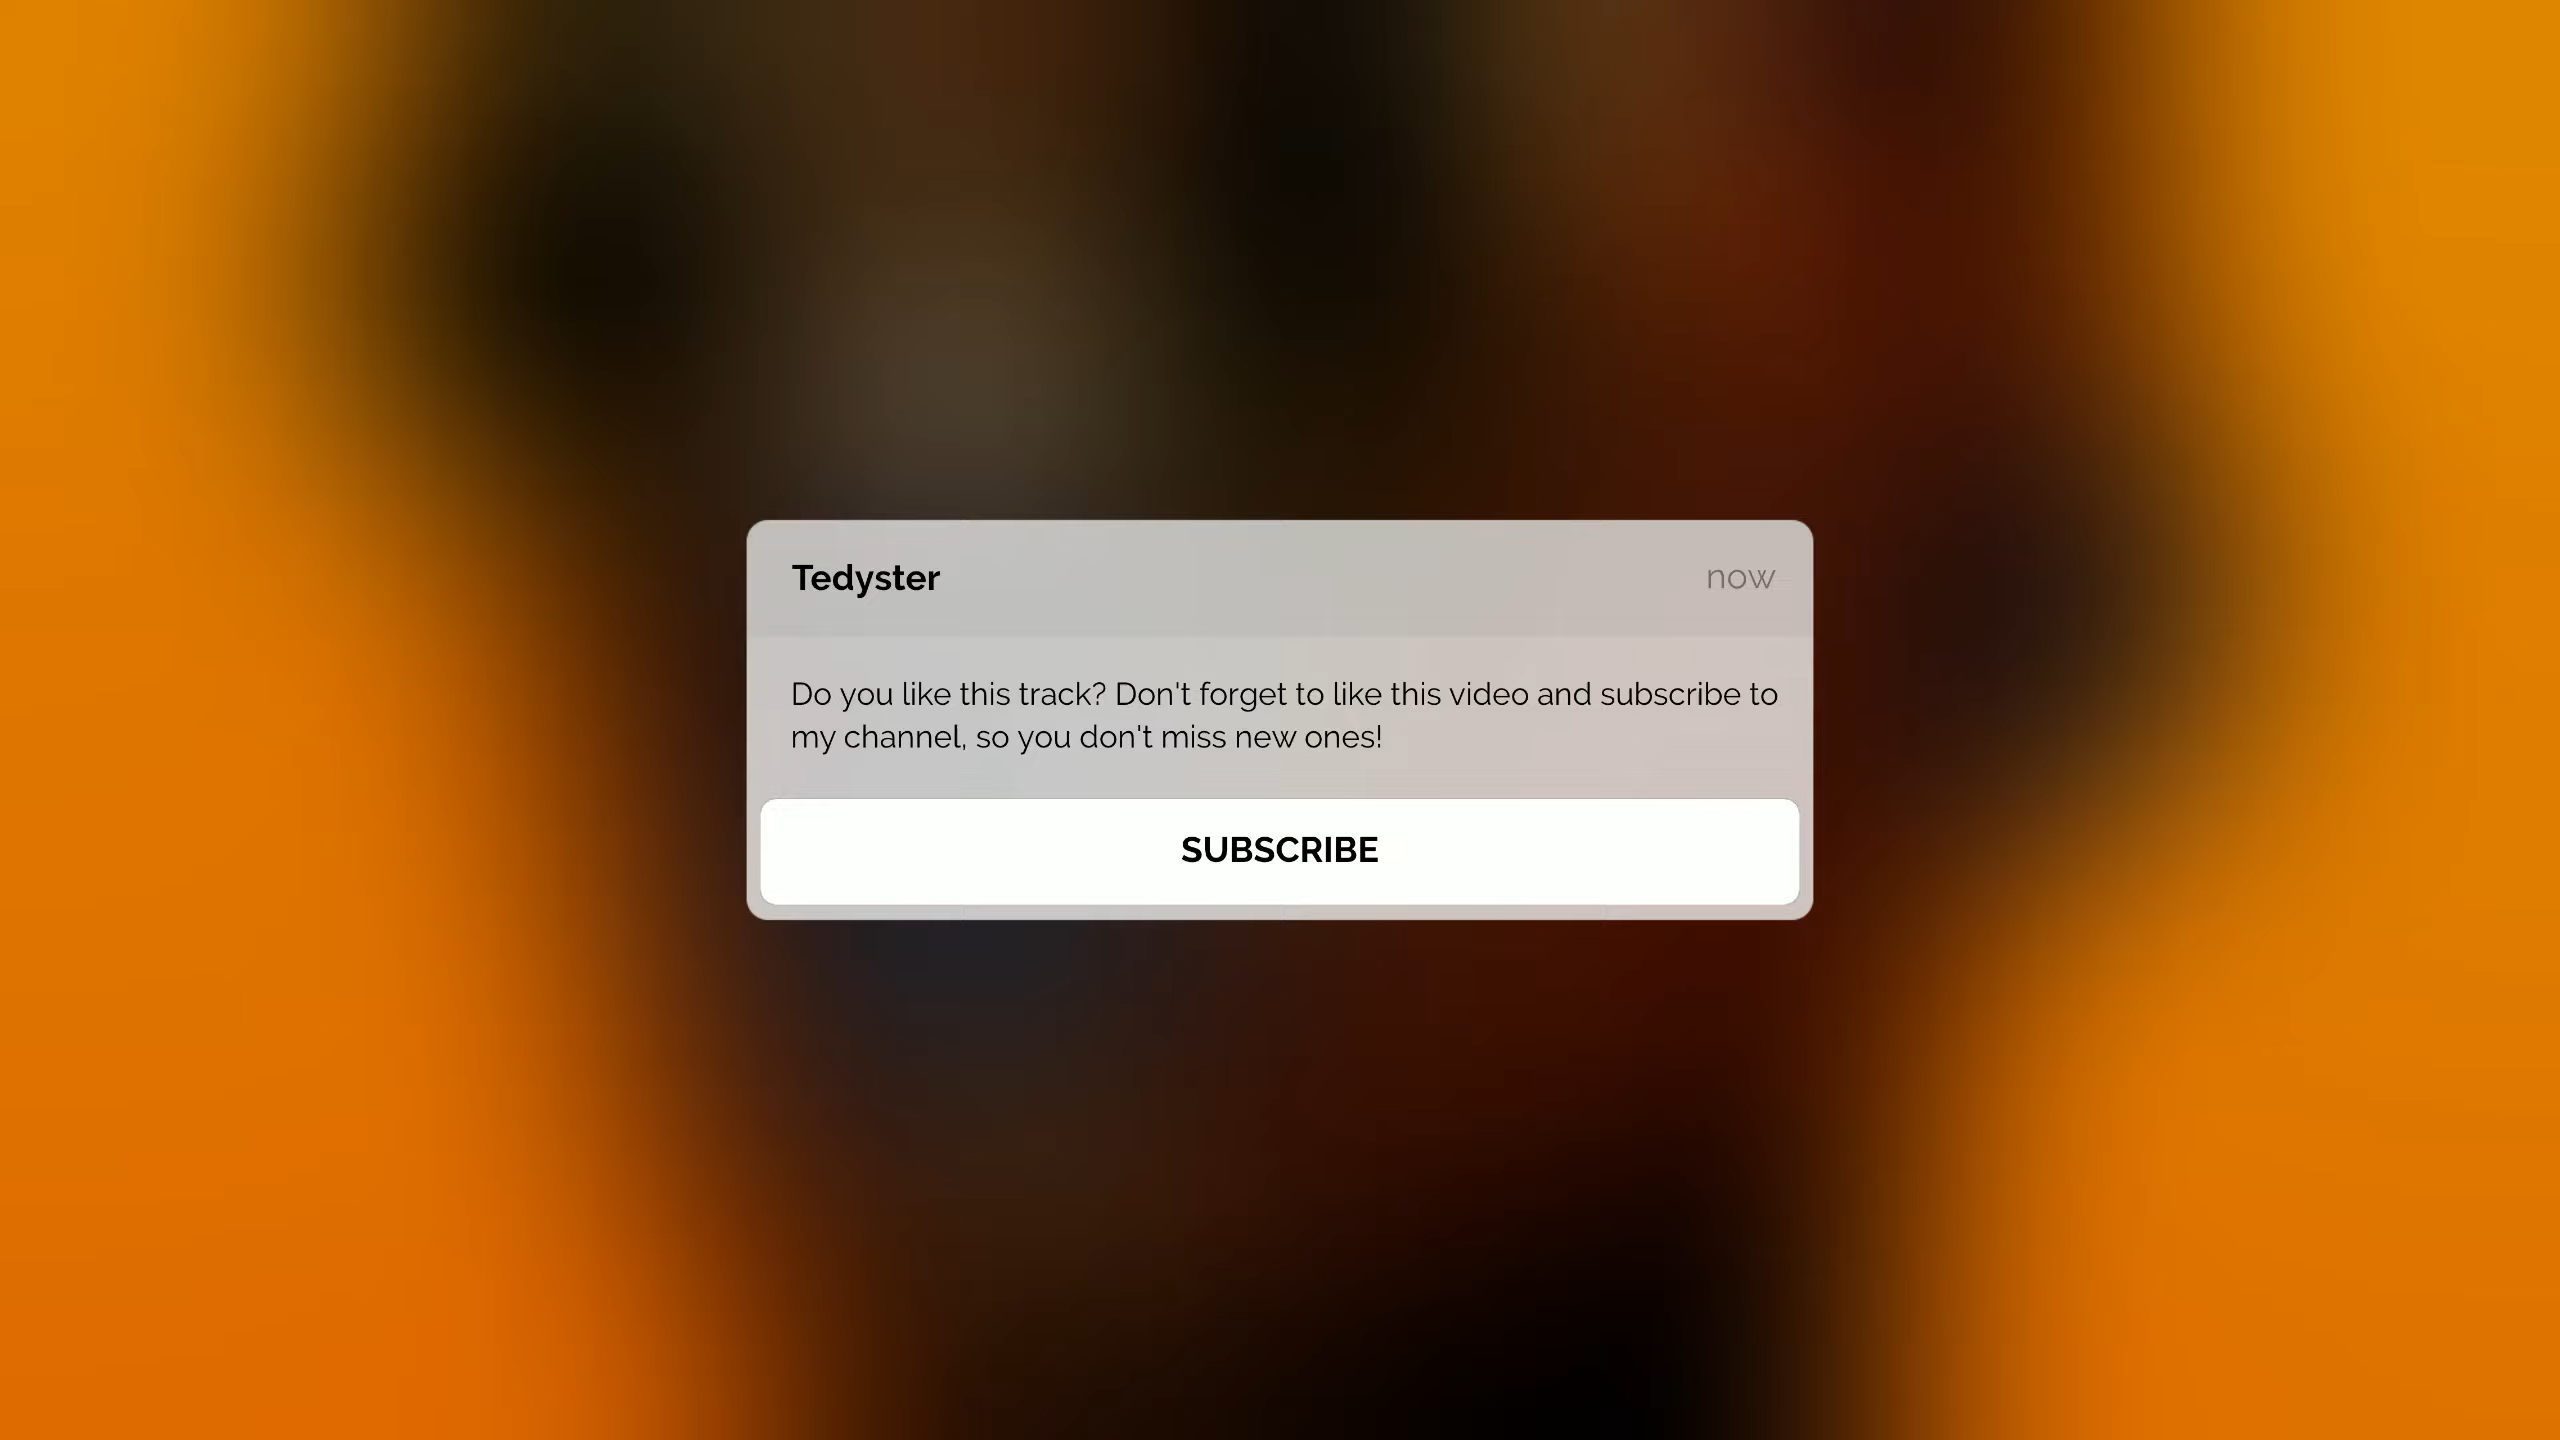 Tedyster
now
Do you like this track? Don't forget to like this video and subscribe to
my channel, so you don't miss new ones!
SUBSCRIBE